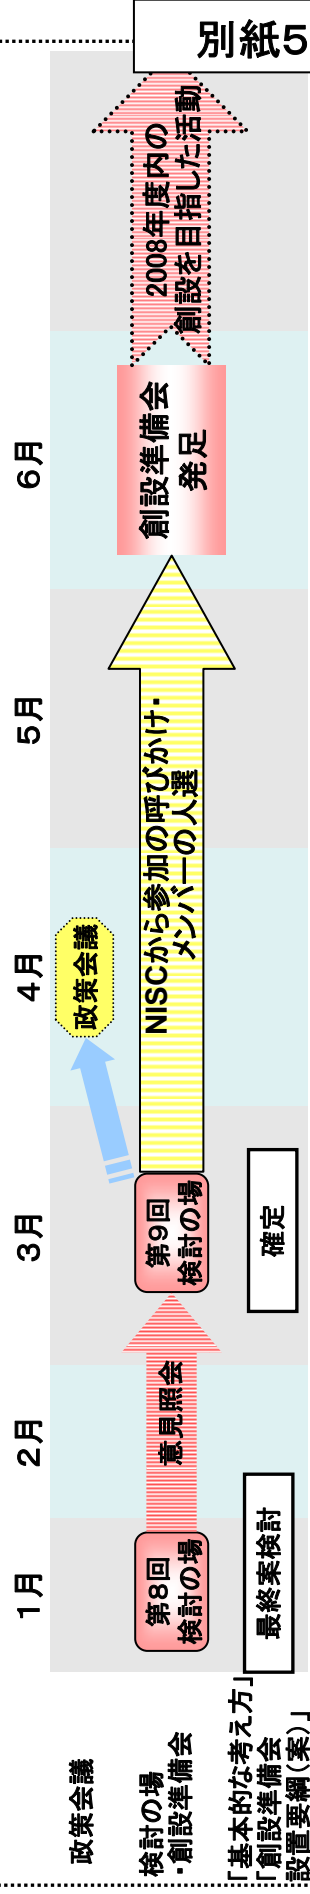 別紙5
1月
2月
3月
4月
5月
6月
政策会議
政策会議
検討の場
・創設準備会
第8回
検討の場
意見照会
第9回
検討の場
NISCから参加の呼びかけ・
メンバーの人選
創設準備会
発足
2008年度内の
創設を目指した活動
「基本的な考え方」
「創設準備会
設置要綱(案)」
最終案検討
確定